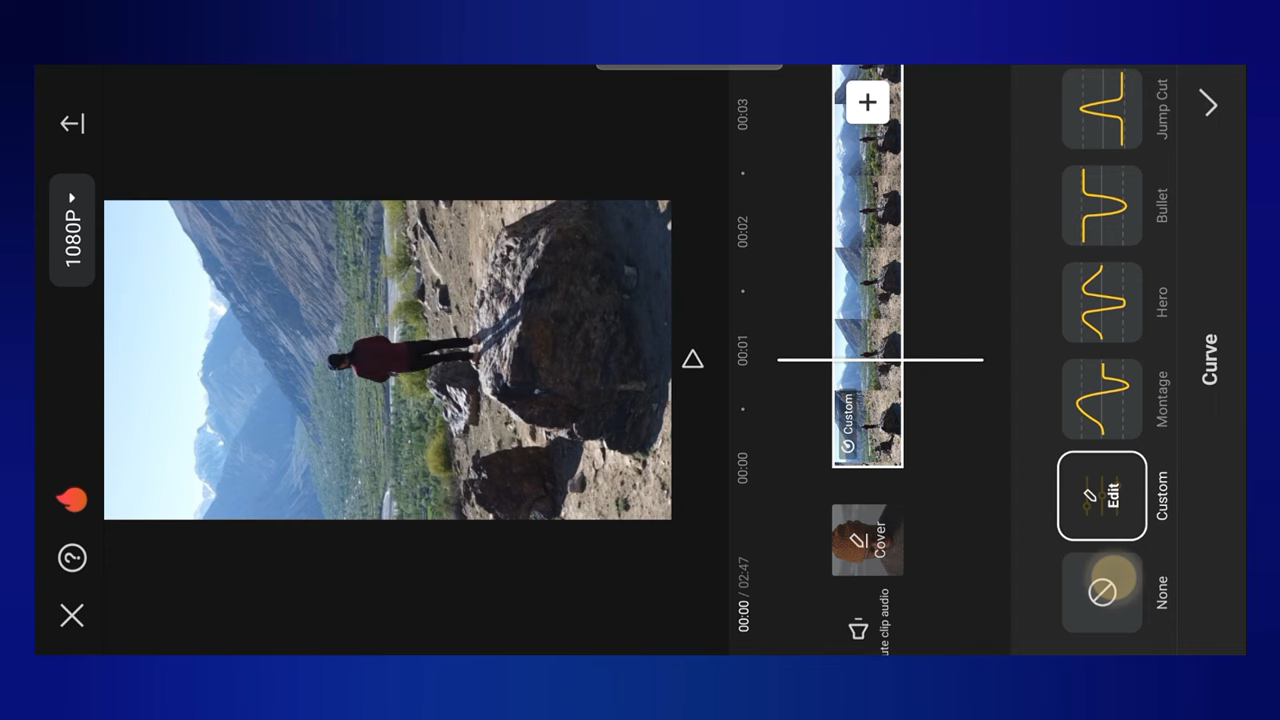 1080P
00:00 / 02:47
00:00
00:01
00:02
00:03
ute clip audio
Cover
Custom
Edit
None
Custom
Montage
Hero
Bullet
Jump Cut
Curve